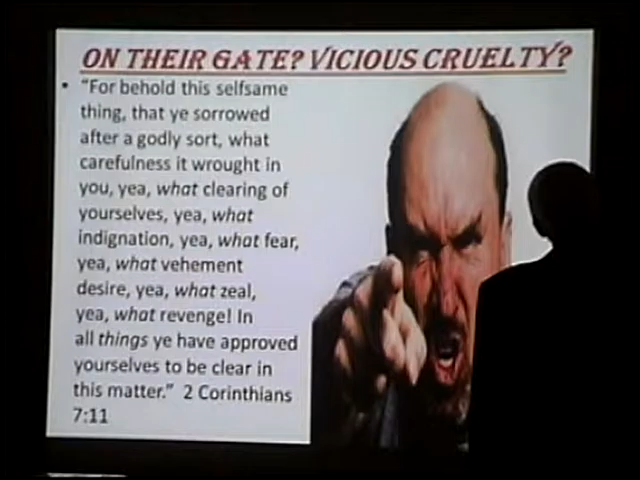 ON THEIR GATE? VICIOUS CRUELTY?
• "For behold this selfsame
thing, that ye sorrowed
after a godly sort, what
carefulness it wrought in
you, yea, what clearing of
yourselves, yea, what
indignation, yea, what fear,
yea, what vehement
desire, yea, what zeal,
yea, what revenge! In
all things ye have approved
yourselves to be clear in
this matter." 2 Corinthians
7:11